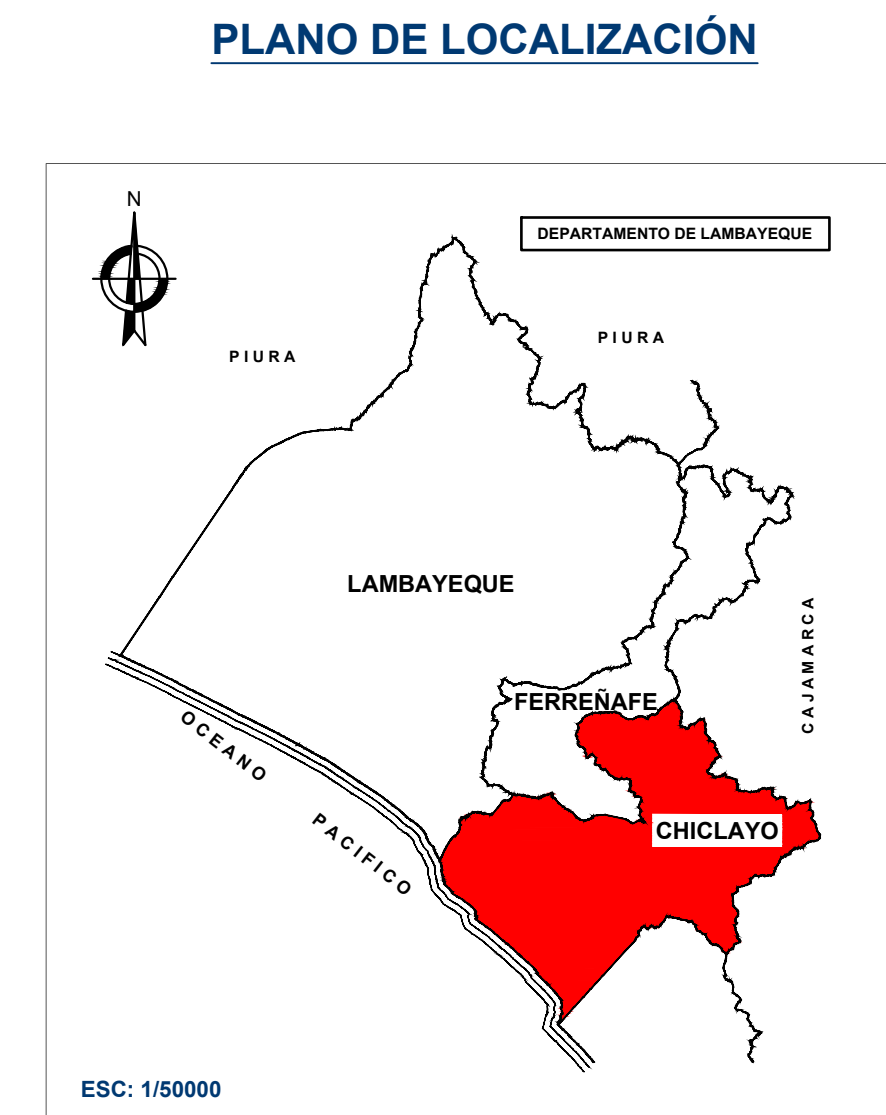 PLANO DE LOCALIZACIÓN
N
DEPARTAMENTO DE LAMBAYEQUE
PIURA
PIURA
LAMBAYEQUE
CAJAMARCA
FERREÑAFE
OCEANO
PACIFICO
CHICLAYO
ESC: 1/50000